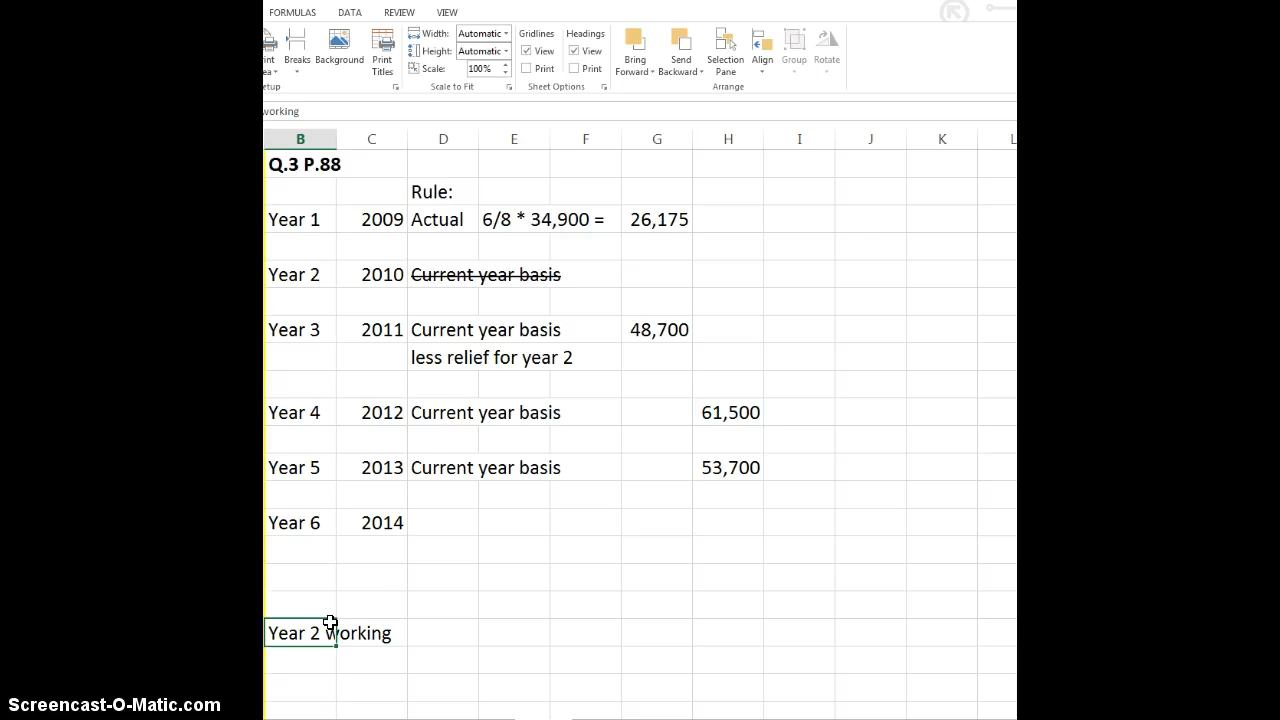 FORMULAS DATA REVIEW VIEW
Width: Automatic Gridlines Headings
Height: Automatic View View
Breaks Background Print Titles Scale: 100% Print Print Bring Forward Send Backward Selection Pane Align Group Rotate
Scale to Fit Sheet Options Arrange
working
B C D E F G H I J K L
Q.3 P.88
Rule:
Year 1 2009 Actual 6/8 * 34,900 = 26,175
Year 2 2010 Current year basis
Year 3 2011 Current year basis 48,700
less relief for year 2
Year 4 2012 Current year basis 61,500
Year 5 2013 Current year basis 53,700
Year 6 2014
Year 2 working
Screencast-O-Matic.com